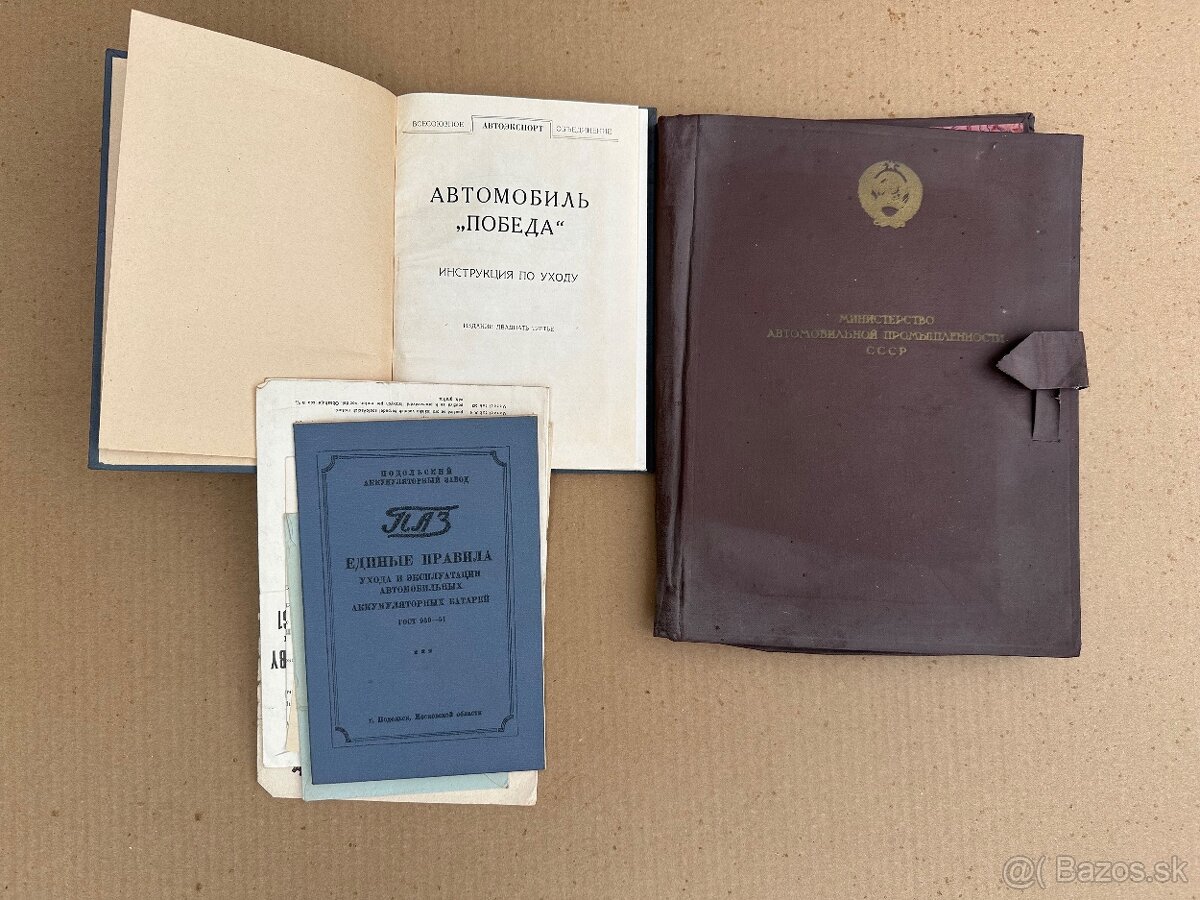 ВСЕСОЮЗНОЕ АВТОЭКСПОРТ ОБЪЕДИНЕНИЕ
АВТОМОБИЛЬ
„ПОБЕДА“
ИНСТРУКЦИЯ ПО УХОДУ
МИНИСТЕРСТВО
АВТОМОБИЛЬНОЙ ПРОМЫШЛЕННОСТИ
СССР
ПОДОЛЬСКИЙ
АККУМУЛЯТОРНЫЙ ЗАВОД
ПАЗ
ЕДИНЫЕ ПРАВИЛА
УХОДА И ЭКСПЛУАТАЦИИ
АВТОМОБИЛЬНЫХ
АККУМУЛЯТОРНЫХ БАТАРЕЙ
г. Подольск, Московской области
@( Bazos.sk